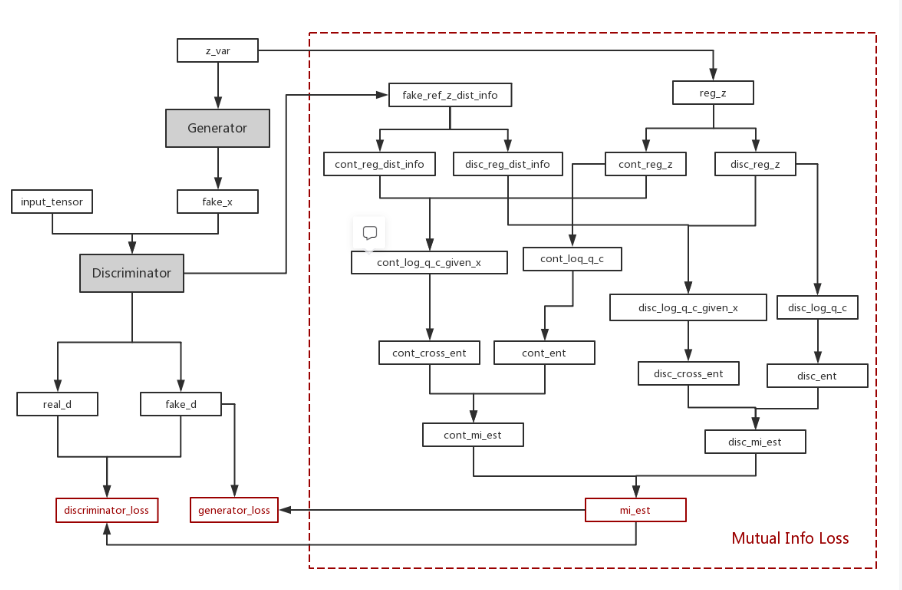 z_var
fake_ref_z_dist_info
reg_z
Generator
cont_reg_dist_info
disc_reg_dist_info
cont_reg_z
disc_reg_z
input_tensor
fake_x
Discriminator
cont_log_q_c_given_x
cont_loq_q_c
disc_log_q_c_given_x
disc_log_q_c
cont_cross_ent
cont_ent
disc_cross_ent
disc_ent
real_d
fake_d
cont_mi_est
disc_mi_est
discriminator_loss
generator_loss
mi_est
Mutual Info Loss